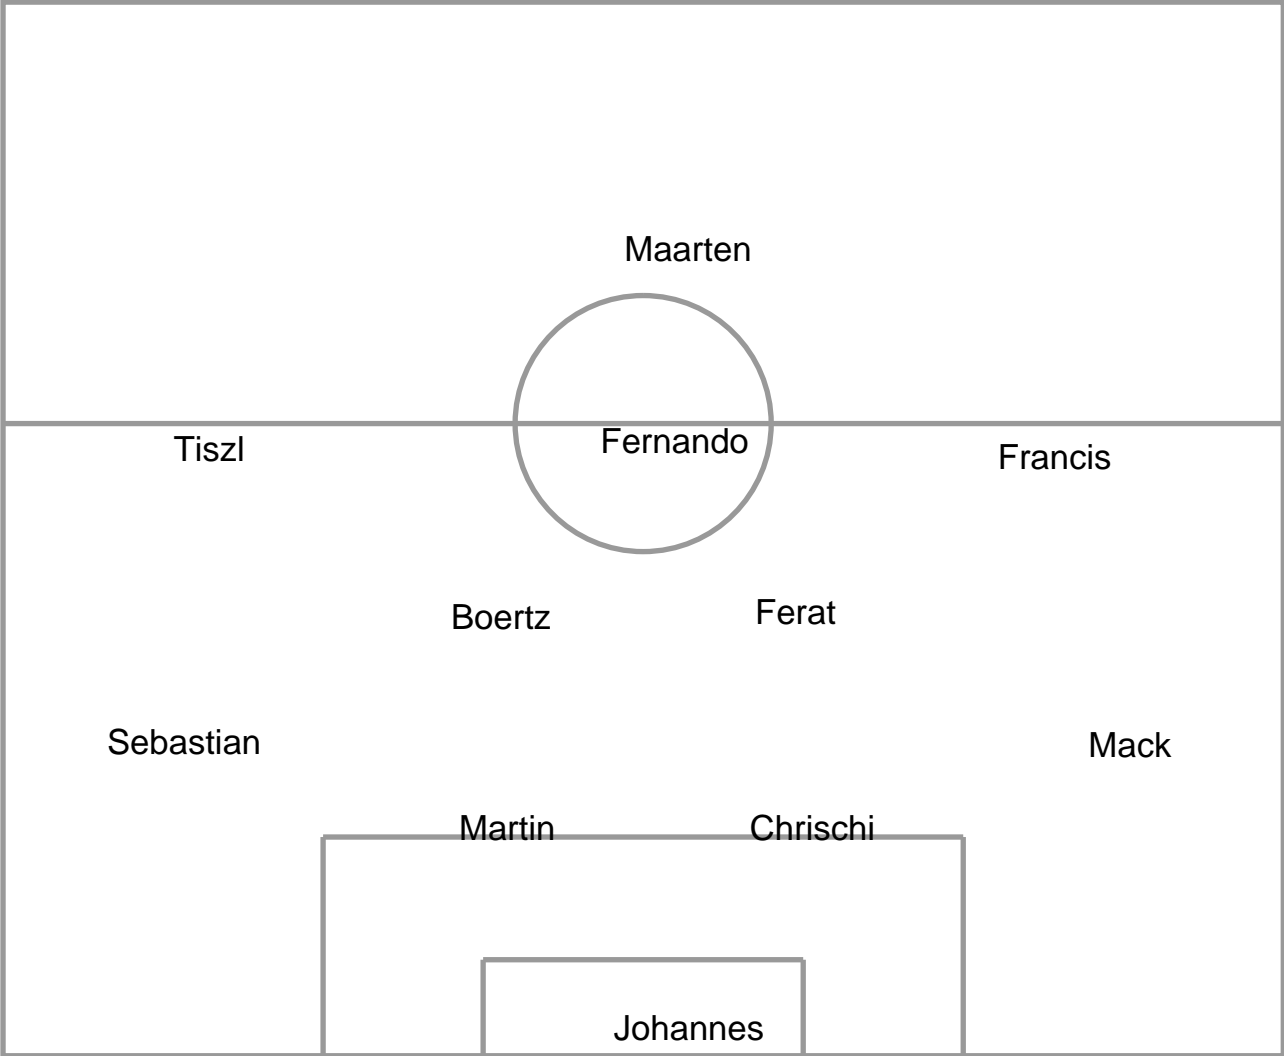 Maarten
Tiszl
Fernando
Francis
Boertz
Ferat
Sebastian
Mack
Martin
Chrischi
Johannes